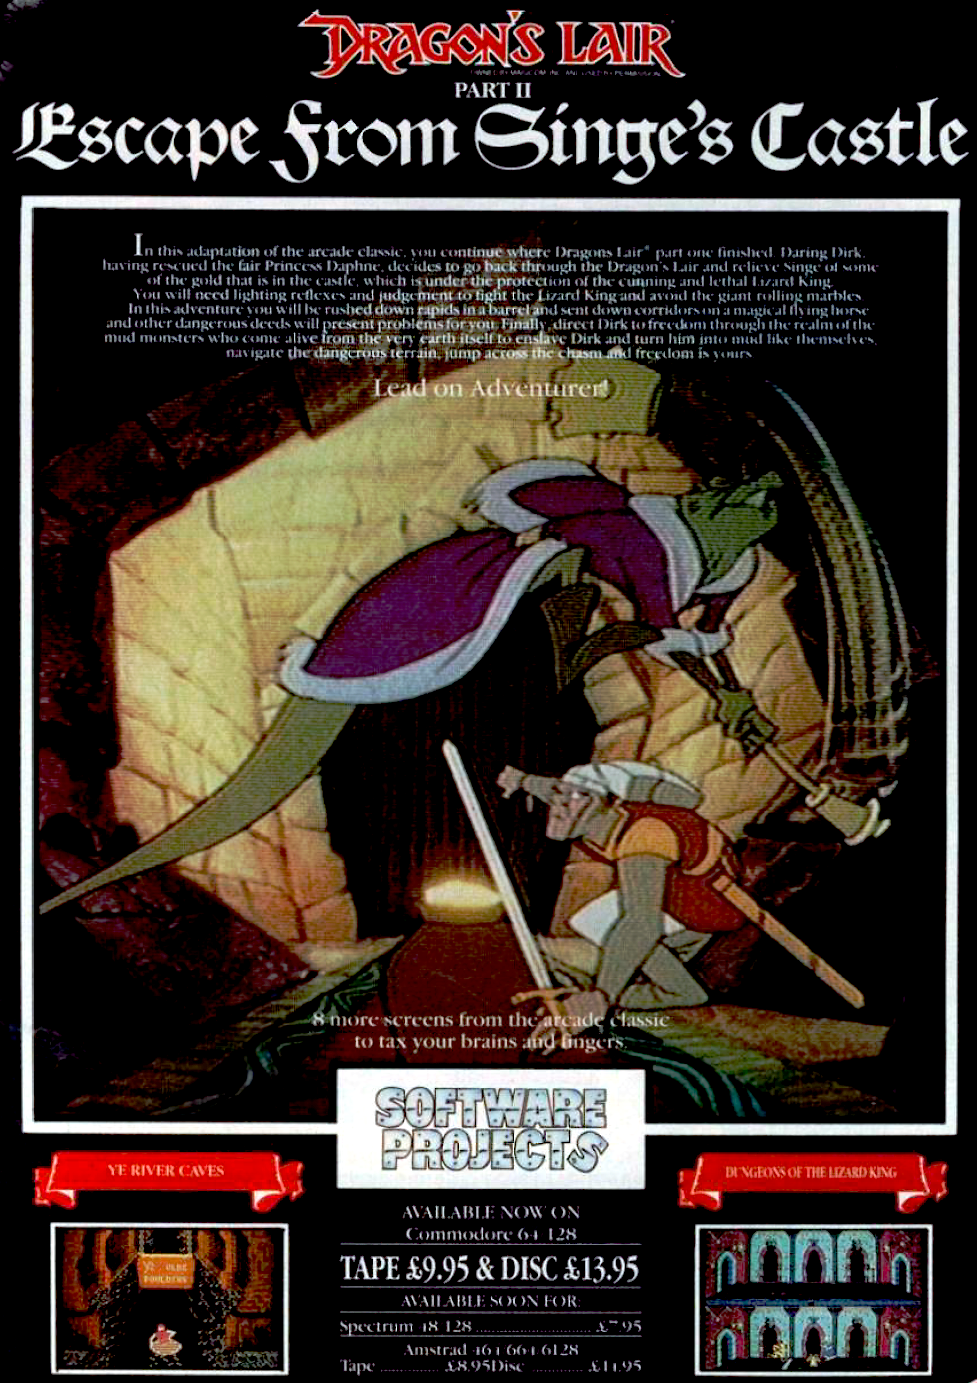 DRAGON'S LAIR
PART II
Escape From Singe's Castle
In this adaptation of the arcade classic, you continue where Dragons Lair® part one finished. Daring Dirk,
having rescued the fair Princess Daphne, decides to go back through the Dragon's Lair and relieve Singe of some
of the gold that is in the castle, which is under the protection of the cunning and lethal Lizard King.
You will need lighting reflexes and judgement to fight the Lizard King and avoid the giant rolling marbles.
In this adventure you will be rushed down rapids in a barrel and sent down corridors on a magical flying horse
and other dangerous deeds will present problems for you. Finally, direct Dirk to freedom through the realm of the
mud monsters who come alive from the very earth itself to enslave Dirk and turn him into mud like themselves,
navigate the dangerous terrain, jump across the chasm and freedom is yours
Lead on Adventurer!
8 more screens from the arcade classic
to tax your brains and fingers.
SOFTWARE
PROJECTS
YE RIVER CAVES
YE OLDE
BOULDERS
AVAILABLE NOW ON
Commodore 64 128
TAPE £9.95 & DISC £13.95
AVAILABLE SOON FOR:
Spectrum 48 128 .......... £7.95
Amstrad 464 664 6128
Tape .......... £8.95 Disc .......... £14.95
DUNGEONS OF THE LIZARD KING